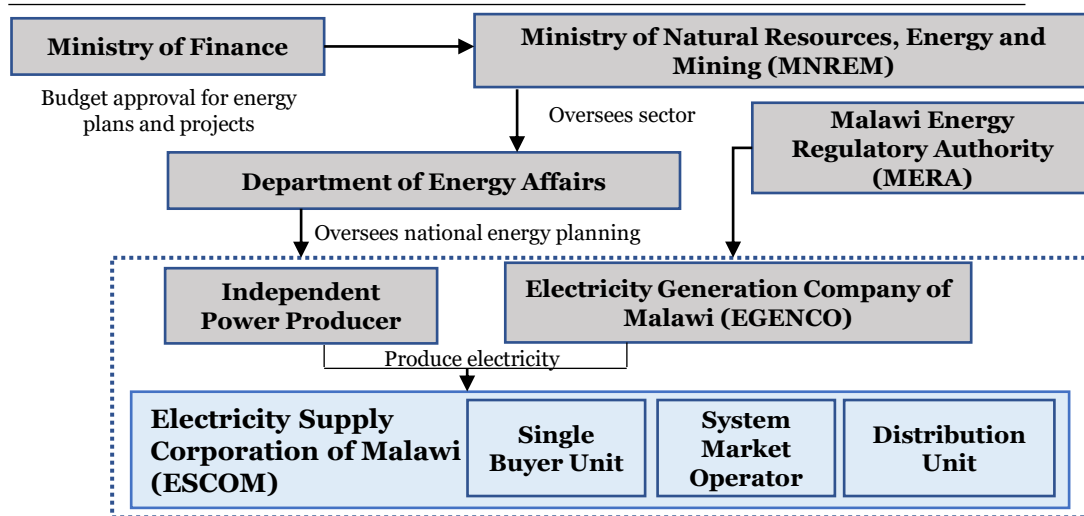 Ministry of Finance
Ministry of Natural Resources, Energy and
Mining (MNREM)
Budget approval for energy
plans and projects
Oversees sector
Malawi Energy
Regulatory Authority
(MERA)
Department of Energy Affairs
Oversees national energy planning
Independent
Power Producer
Electricity Generation Company of
Malawi (EGENCO)
Produce electricity
Electricity Supply
Corporation of Malawi
(ESCOM)
Single
Buyer Unit
System
Market
Operator
Distribution
Unit